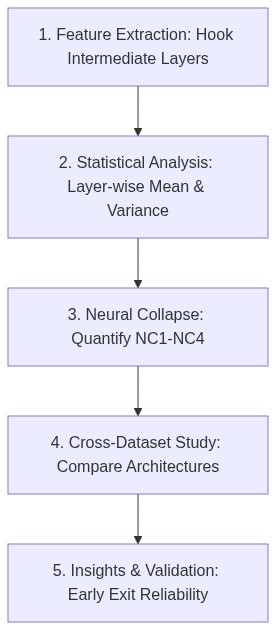 1. Feature Extraction: Hook
Intermediate Layers
2. Statistical Analysis:
Layer-wise Mean &
Variance
3. Neural Collapse:
Quantify NC1-NC4
4. Cross-Dataset Study:
Compare Architectures
5. Insights & Validation:
Early Exit Reliability